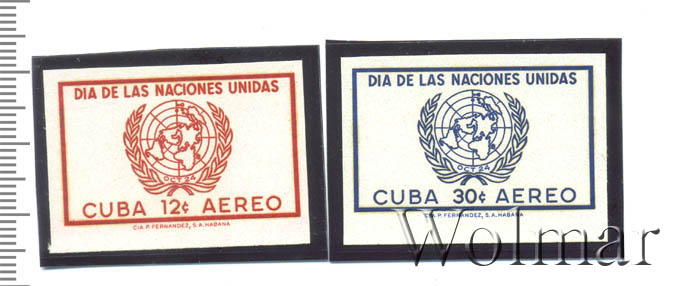 DIA DE LAS NACIONES UNIDAS
OCT 24
CUBA 12¢ AEREO
CIA. P. FERNANDEZ, S. A. HABANA
DIA DE LAS NACIONES UNIDAS
OCT 24
CUBA 30¢ AEREO
CIA. P. FERNANDEZ, S. A. HABANA
Wolmar